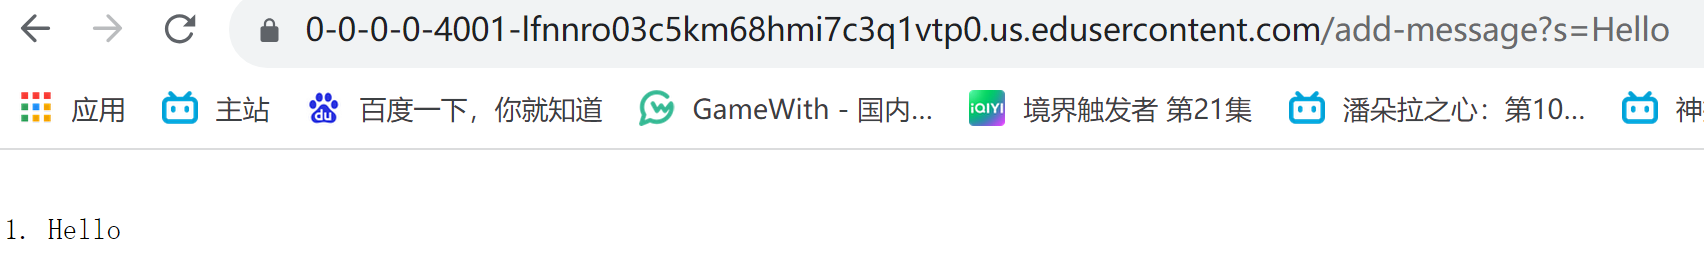 0-0-0-0-4001-lfnnro03c5km68hmi7c3q1vtp0.us.edusercontent.com/add-message?s=Hello
应用 主站 du 百度一下，你就知道 GameWith - 国内... iQIYI 境界触发者 第21集 潘朵拉之心：第10... 神
1. Hello